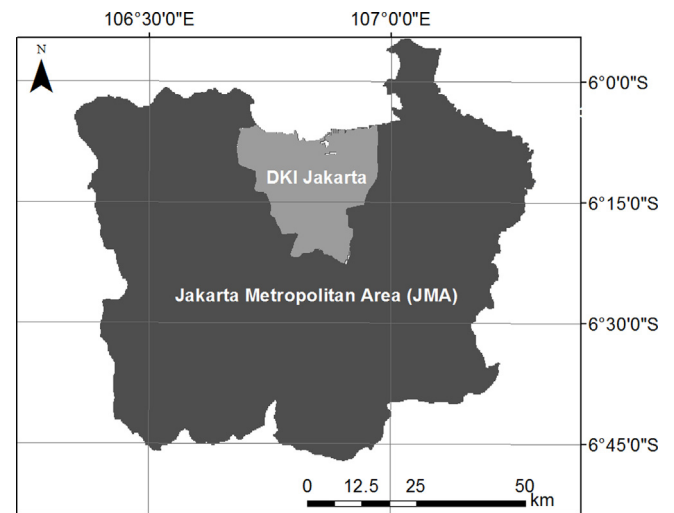 106°30'0"E 107°0'0"E
N
6°0'0"S
DKI Jakarta
6°15'0"S
Jakarta Metropolitan Area (JMA)
6°30'0"S
6°45'0"S
0 12.5 25 50
km